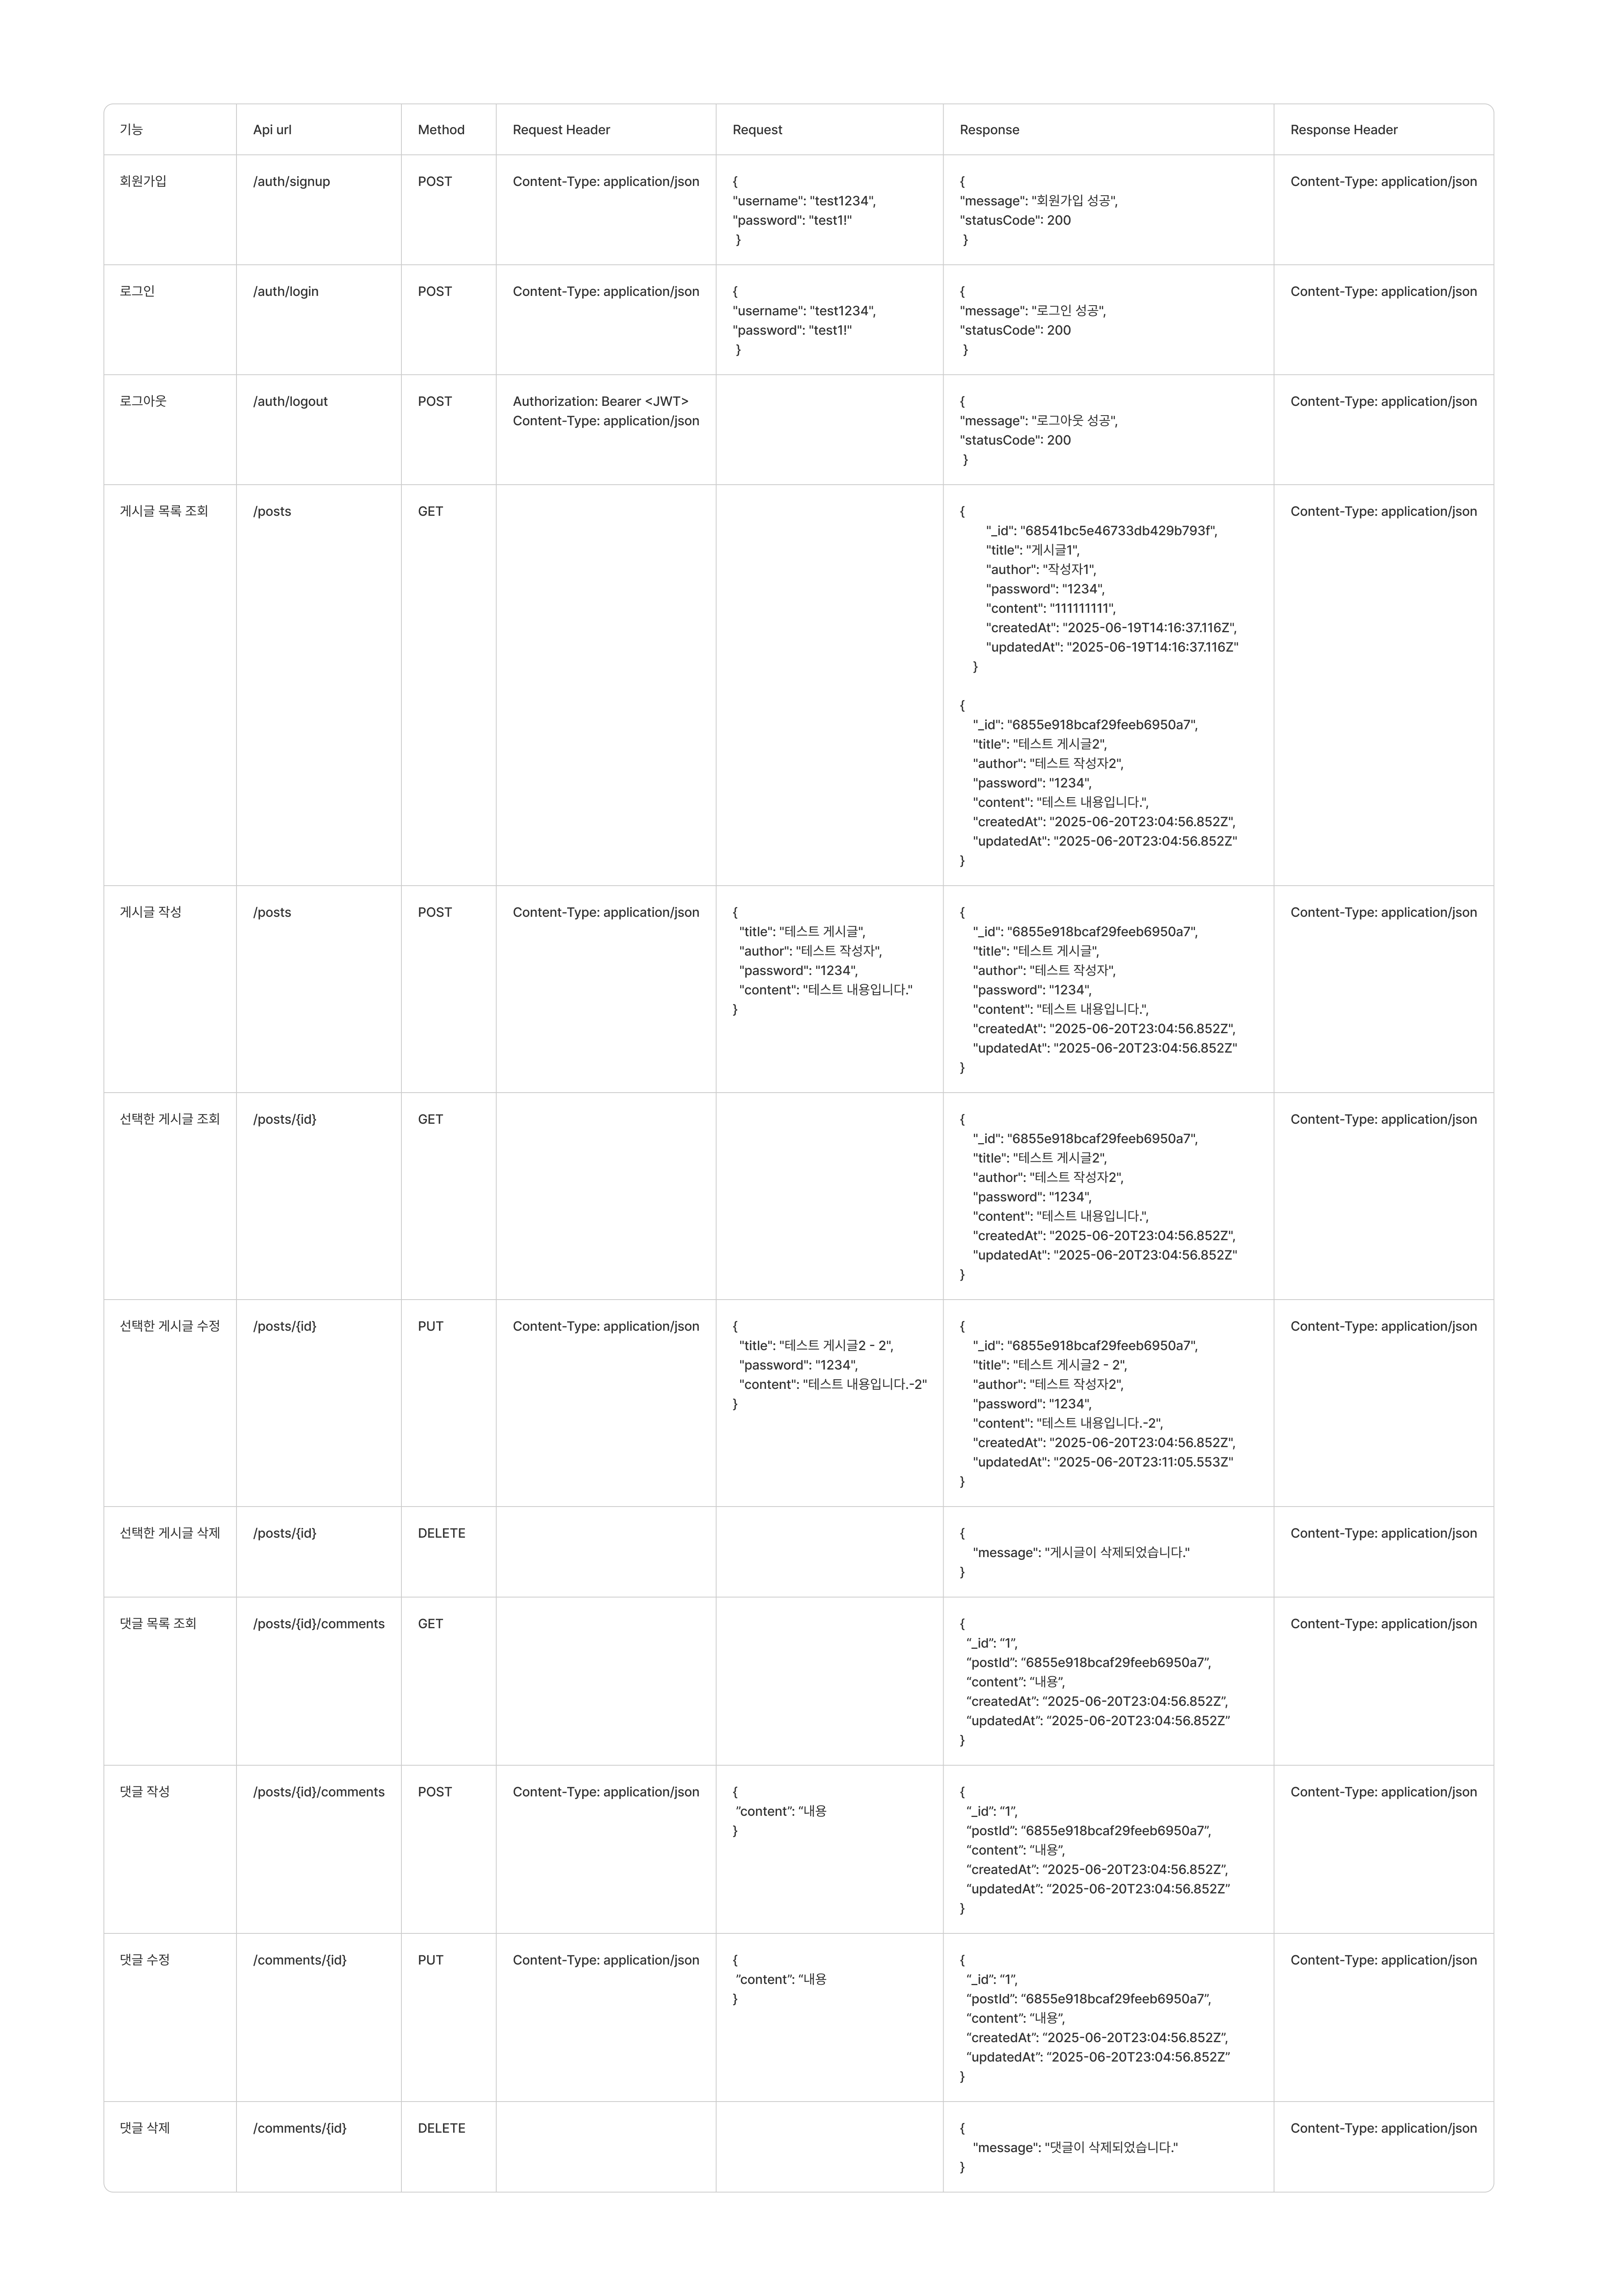 기능 Api url Method Request Header Request Response Response Header
회원가입 /auth/signup POST Content-Type: application/json { { Content-Type: application/json
"username": "test1234", "message": "회원가입 성공",
"password": "test1!" "statusCode": 200
} }
로그인 /auth/login POST Content-Type: application/json { { Content-Type: application/json
"username": "test1234", "message": "로그인 성공",
"password": "test1!" "statusCode": 200
} }
로그아웃 /auth/logout POST Authorization: Bearer <JWT> { Content-Type: application/json
Content-Type: application/json "message": "로그아웃 성공",
"statusCode": 200
}
게시글 목록 조회 /posts GET { Content-Type: application/json
"_id": "68541bc5e46733db429b793f",
"title": "게시글1",
"author": "작성자1",
"password": "1234",
"content": "111111111",
"createdAt": "2025-06-19T14:16:37.116Z",
"updatedAt": "2025-06-19T14:16:37.116Z"
}
{
"_id": "6855e918bcaf29feeb6950a7",
"title": "테스트 게시글2",
"author": "테스트 작성자2",
"password": "1234",
"content": "테스트 내용입니다.",
"createdAt": "2025-06-20T23:04:56.852Z",
"updatedAt": "2025-06-20T23:04:56.852Z"
}
게시글 작성 /posts POST Content-Type: application/json { { Content-Type: application/json
"title": "테스트 게시글", "_id": "6855e918bcaf29feeb6950a7",
"author": "테스트 작성자", "title": "테스트 게시글",
"password": "1234", "author": "테스트 작성자",
"content": "테스트 내용입니다." "password": "1234",
} "content": "테스트 내용입니다.",
"createdAt": "2025-06-20T23:04:56.852Z",
"updatedAt": "2025-06-20T23:04:56.852Z"
}
선택한 게시글 조회 /posts/{id} GET { Content-Type: application/json
"_id": "6855e918bcaf29feeb6950a7",
"title": "테스트 게시글2",
"author": "테스트 작성자2",
"password": "1234",
"content": "테스트 내용입니다.",
"createdAt": "2025-06-20T23:04:56.852Z",
"updatedAt": "2025-06-20T23:04:56.852Z"
}
선택한 게시글 수정 /posts/{id} PUT Content-Type: application/json { { Content-Type: application/json
"title": "테스트 게시글2 - 2", "_id": "6855e918bcaf29feeb6950a7",
"password": "1234", "title": "테스트 게시글2 - 2",
"content": "테스트 내용입니다.-2" "author": "테스트 작성자2",
} "password": "1234",
"content": "테스트 내용입니다.-2",
"createdAt": "2025-06-20T23:04:56.852Z",
"updatedAt": "2025-06-20T23:11:05.553Z"
}
선택한 게시글 삭제 /posts/{id} DELETE { Content-Type: application/json
"message": "게시글이 삭제되었습니다."
}
댓글 목록 조회 /posts/{id}/comments GET { Content-Type: application/json
“_id”: “1”,
“postId”: “6855e918bcaf29feeb6950a7”,
“content”: “내용”,
“createdAt”: “2025-06-20T23:04:56.852Z”,
“updatedAt”: “2025-06-20T23:04:56.852Z”
}
댓글 작성 /posts/{id}/comments POST Content-Type: application/json { { Content-Type: application/json
”content”: “내용 “_id”: “1”,
} “postId”: “6855e918bcaf29feeb6950a7”,
“content”: “내용”,
“createdAt”: “2025-06-20T23:04:56.852Z”,
“updatedAt”: “2025-06-20T23:04:56.852Z”
}
댓글 수정 /comments/{id} PUT Content-Type: application/json { { Content-Type: application/json
”content”: “내용 “_id”: “1”,
} “postId”: “6855e918bcaf29feeb6950a7”,
“content”: “내용”,
“createdAt”: “2025-06-20T23:04:56.852Z”,
“updatedAt”: “2025-06-20T23:04:56.852Z”
}
댓글 삭제 /comments/{id} DELETE { Content-Type: application/json
"message": "댓글이 삭제되었습니다."
}